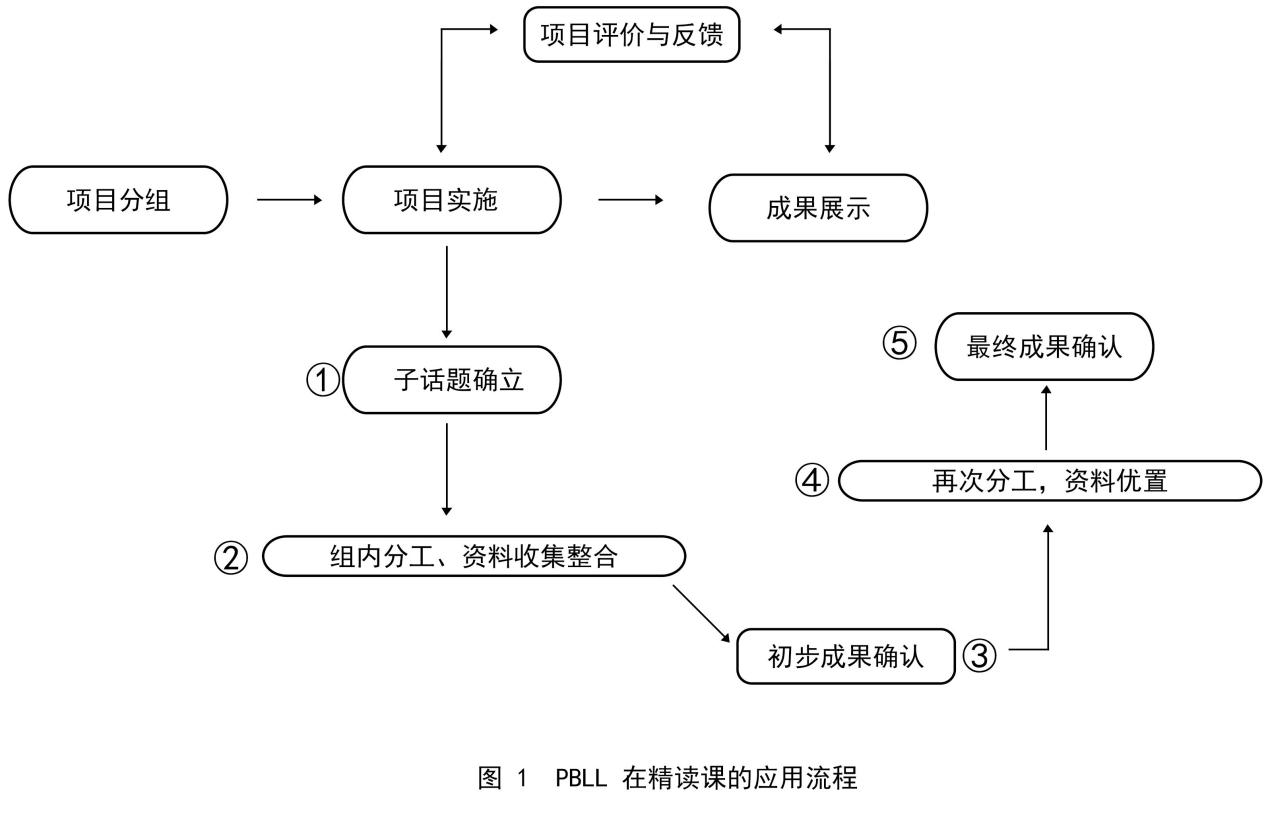 项目评价与反馈
项目分组
项目实施
成果展示
⑤ 最终成果确认
① 子话题确立
④ 再次分工，资料优置
② 组内分工、资料收集整合
初步成果确认 ③
图 1 PBLL 在精读课的应用流程